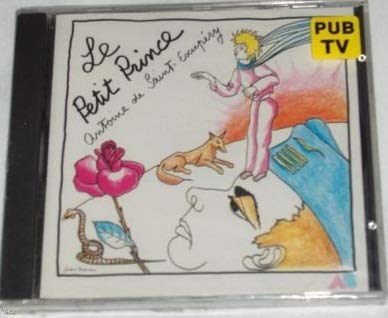 Le
Petit Prince
Antoine de Saint-Exupéry
PUB
TV